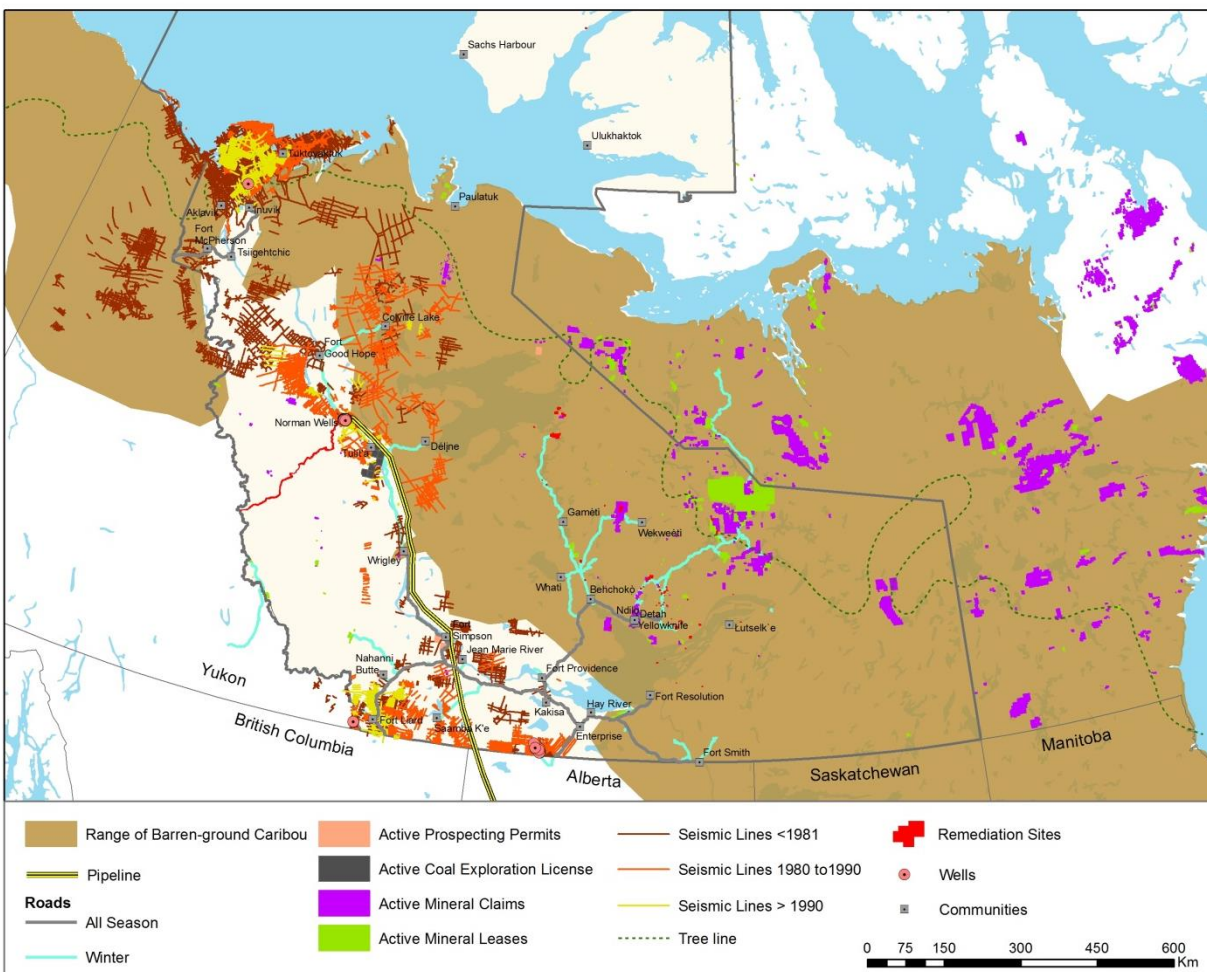 Sachs Harbour
Ulukhaktok
Tuktoyaktuk
Paulatuk
Aklavik
Inuvik
Fort
McPherson
Tsiigehtchic
Colville Lake
Fort
Good Hope
Norman Wells
Tulit'a
Déline
Gamètì
Wekweètì
Wrigley
Whatì
Behchokò
Ndilo
Detah
Yellowknife
Łutselk'e
Fort
Simpson
Jean Marie River
Nahanni
Butte
Fort Providence
Fort Resolution
Kakisa
Hay River
Fort Liard
Saamba K'e
Enterprise
Fort Smith
Yukon
British Columbia
Alberta
Saskatchewan
Manitoba
Range of Barren-ground Caribou
Pipeline
Roads
All Season
Winter
Active Prospecting Permits
Active Coal Exploration License
Active Mineral Claims
Active Mineral Leases
Seismic Lines <1981
Seismic Lines 1980 to1990
Seismic Lines > 1990
Tree line
Remediation Sites
Wells
Communities
0 75 150 300 450 600
Km